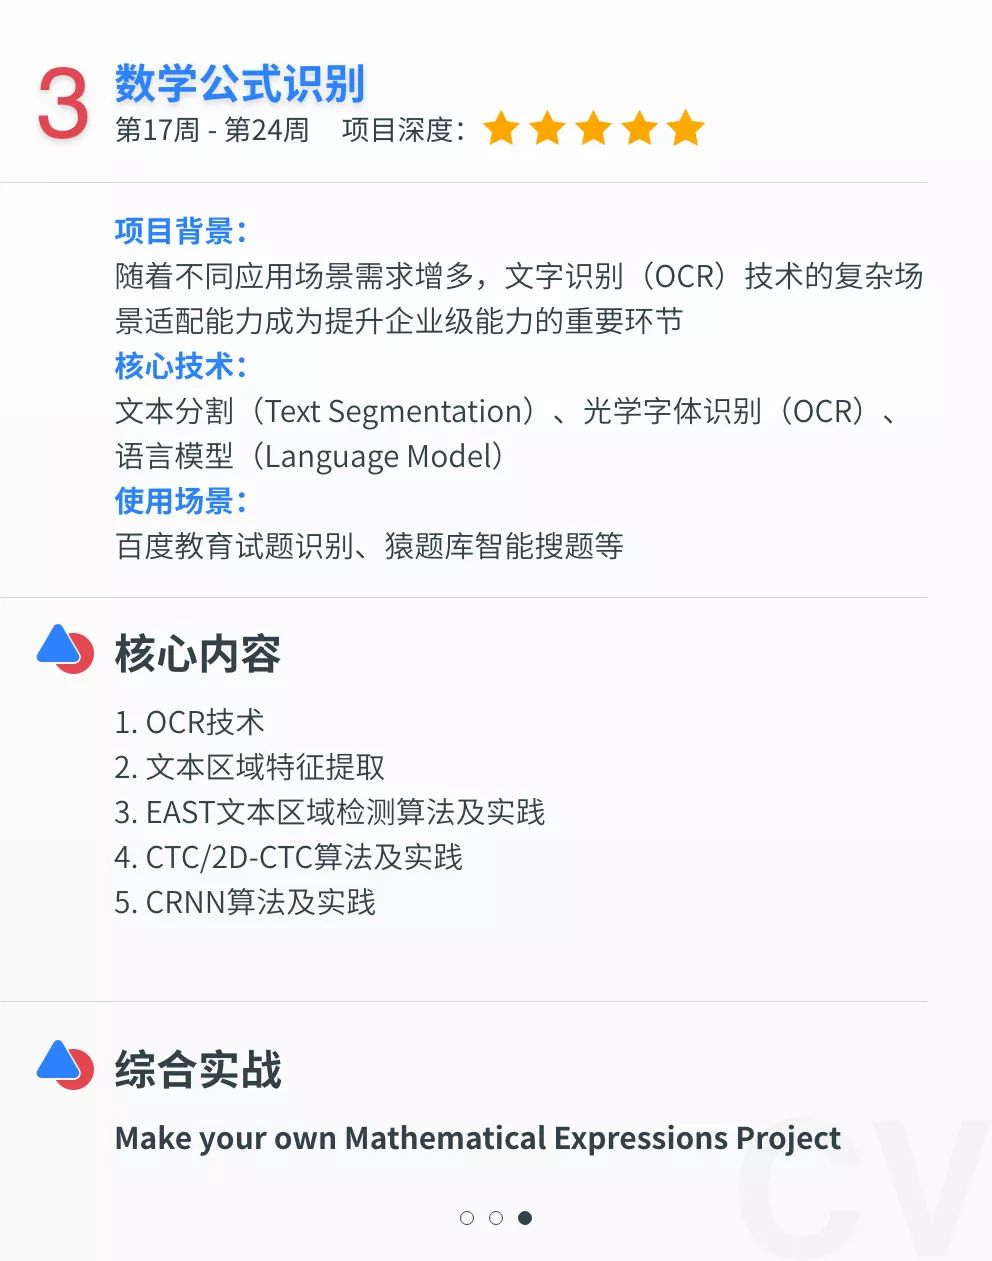 3
数学公式识别
第17周 - 第24周 项目深度：
项目背景：
随着不同应用场景需求增多，文字识别（OCR）技术的复杂场
景适配能力成为提升企业级能力的重要环节
核心技术：
文本分割（Text Segmentation）、光学字体识别（OCR）、
语言模型（Language Model）
使用场景：
百度教育试题识别、猿题库智能搜题等
核心内容
1. OCR技术
2. 文本区域特征提取
3. EAST文本区域检测算法及实践
4. CTC/2D-CTC算法及实践
5. CRNN算法及实践
综合实战
Make your own Mathematical Expressions Project
CV